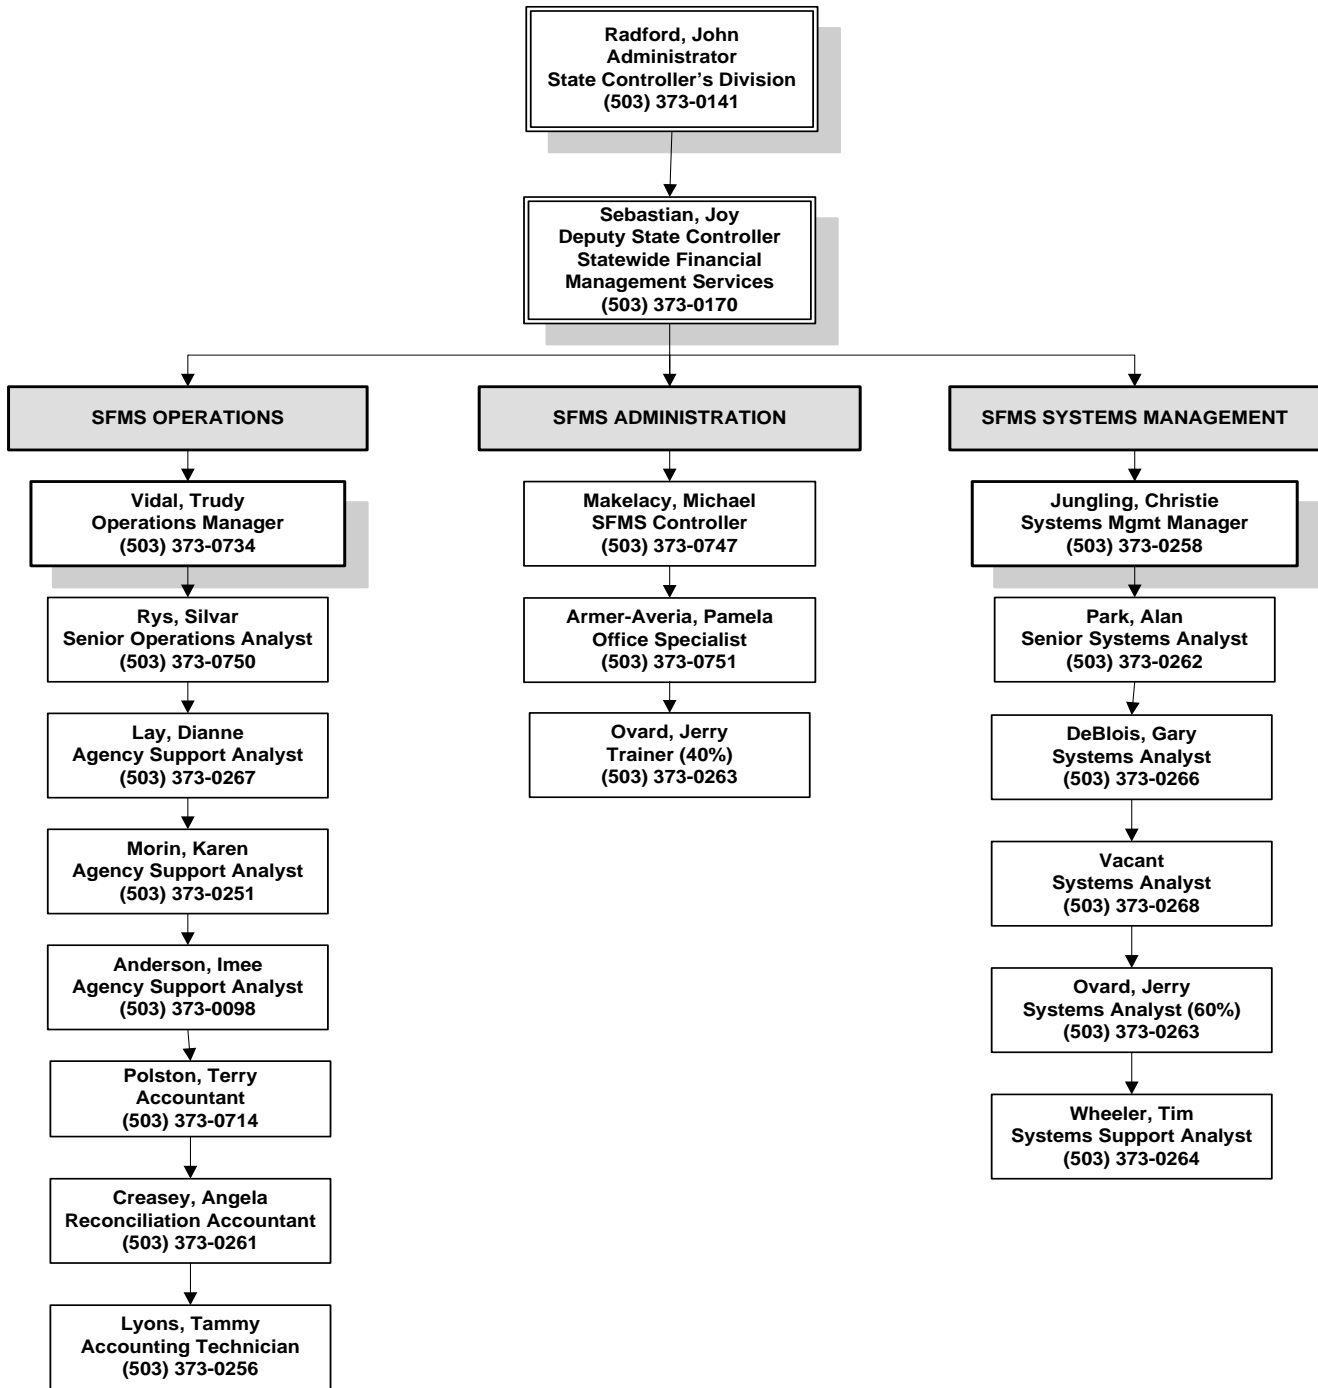 Radford, John
Administrator
State Controller's Division
(503) 373-0141
Sebastian, Joy
Deputy State Controller
Statewide Financial
Management Services
(503) 373-0170
SFMS OPERATIONS
Vidal, Trudy
Operations Manager
(503) 373-0734
Rys, Silvar
Senior Operations Analyst
(503) 373-0750
Lay, Dianne
Agency Support Analyst
(503) 373-0267
Morin, Karen
Agency Support Analyst
(503) 373-0251
Anderson, Imee
Agency Support Analyst
(503) 373-0098
Polston, Terry
Accountant
(503) 373-0714
Creasey, Angela
Reconciliation Accountant
(503) 373-0261
Lyons, Tammy
Accounting Technician
(503) 373-0256
SFMS ADMINISTRATION
Makelacy, Michael
SFMS Controller
(503) 373-0747
Armer-Averia, Pamela
Office Specialist
(503) 373-0751
Ovard, Jerry
Trainer (40%)
(503) 373-0263
SFMS SYSTEMS MANAGEMENT
Jungling, Christie
Systems Mgmt Manager
(503) 373-0258
Park, Alan
Senior Systems Analyst
(503) 373-0262
DeBlois, Gary
Systems Analyst
(503) 373-0266
Vacant
Systems Analyst
(503) 373-0268
Ovard, Jerry
Systems Analyst (60%)
(503) 373-0263
Wheeler, Tim
Systems Support Analyst
(503) 373-0264